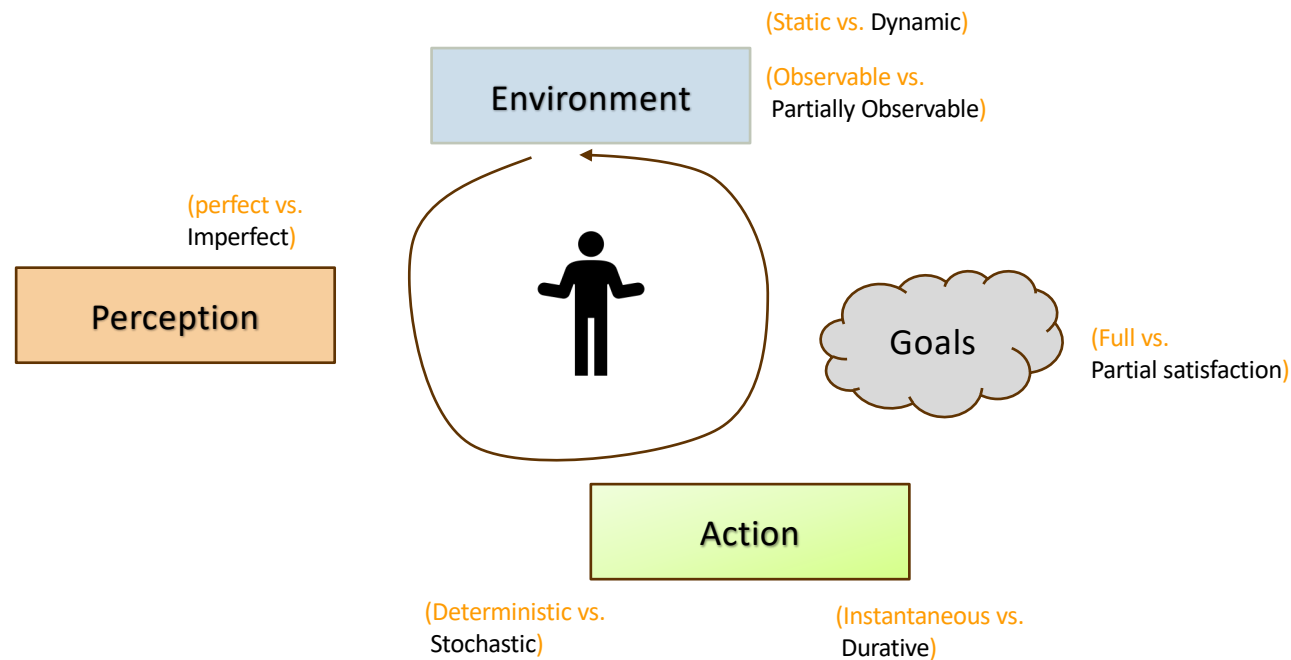 (Static vs. Dynamic)
Environment
(Observable vs.
Partially Observable)
(perfect vs.
Imperfect)
Perception
Goals
(Full vs.
Partial satisfaction)
Action
(Deterministic vs.
Stochastic)
(Instantaneous vs.
Durative)